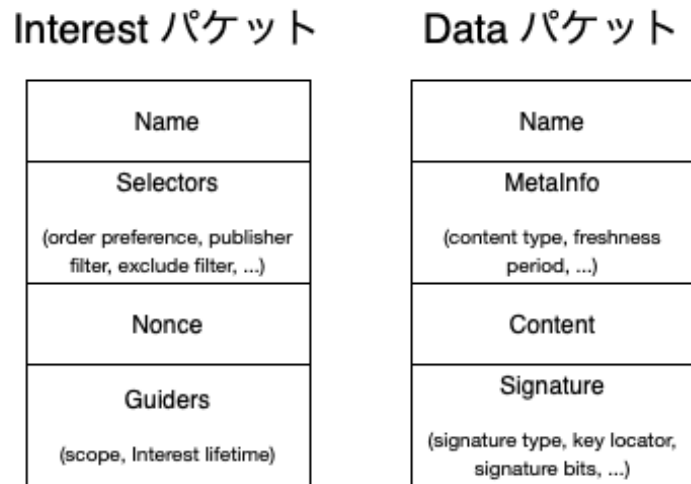 Interest パケット
Name
Selectors
(order preference, publisher
filter, exclude filter, ...)
Nonce
Guiders
(scope, Interest lifetime)
Data パケット
Name
MetaInfo
(content type, freshness
period, ...)
Content
Signature
(signature type, key locator,
signature bits, ...)